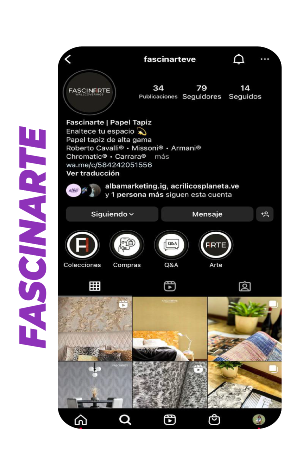 FASCINARTE
fascinarteve
FASCINARTE
34 79 14
Publicaciones Seguidores Seguidos
Fascinarte | Papel Tapiz
Enaltece tu espacio 💫
Papel tapiz de alta gama
Roberto Cavalli® • Missoni® • Armani®
Chromatic® • Carrara® más
wa.me/c/584242051556
Ver traducción
albamarketing.ig, acrilicosplaneta.ve
y 1 persona más siguen esta cuenta
Siguiendo Mensaje
F Q&A FARTE
Colecciones Compras Q&A Arte